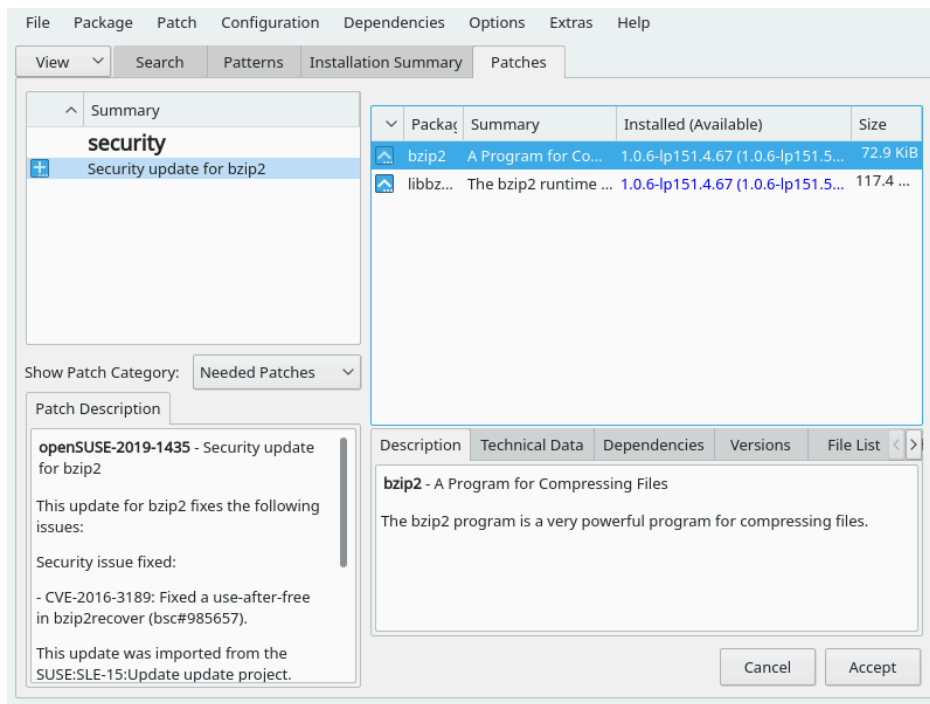 File Package Patch Configuration Dependencies Options Extras Help
View Search Patterns Installation Summary Patches
Summary
security
Security update for bzip2
Packag Summary Installed (Available) Size
bzip2 A Program for Co... 1.0.6-lp151.4.67 (1.0.6-lp151.5... 72.9 KiB
libbz... The bzip2 runtime ... 1.0.6-lp151.4.67 (1.0.6-lp151.5... 117.4 ...
Show Patch Category: Needed Patches
Patch Description
openSUSE-2019-1435 - Security update
for bzip2
This update for bzip2 fixes the following
issues:
Security issue fixed:
- CVE-2016-3189: Fixed a use-after-free
in bzip2recover (bsc#985657).
This update was imported from the
SUSE:SLE-15:Update update project.
Description Technical Data Dependencies Versions File List
bzip2 - A Program for Compressing Files
The bzip2 program is a very powerful program for compressing files.
Cancel Accept